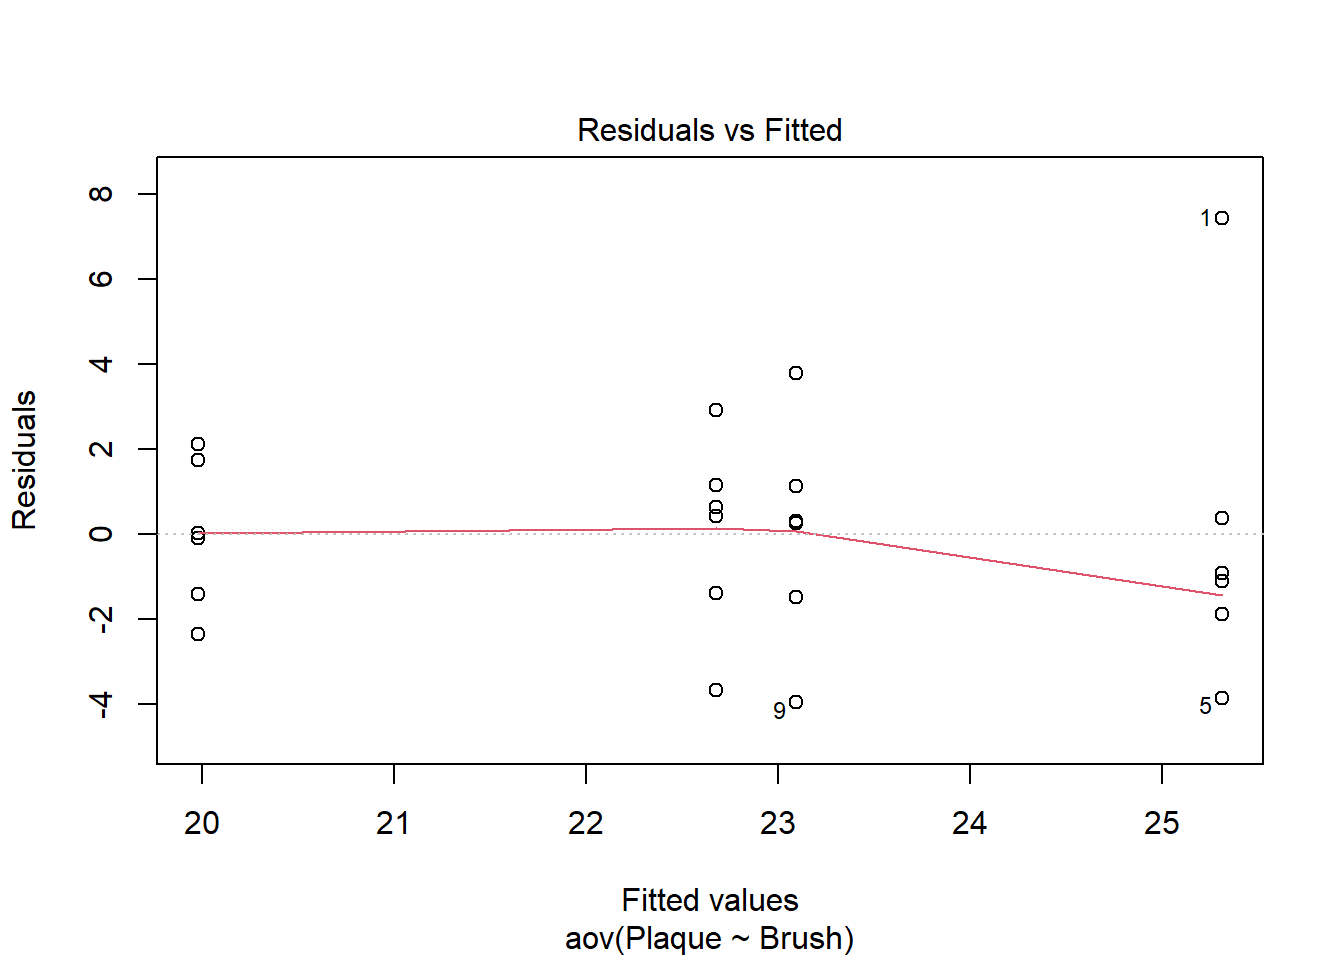 Residuals vs Fitted
Residuals
8
6
4
2
0
-2
-4
1
9
5
20 21 22 23 24 25
Fitted values
aov(Plaque ~ Brush)